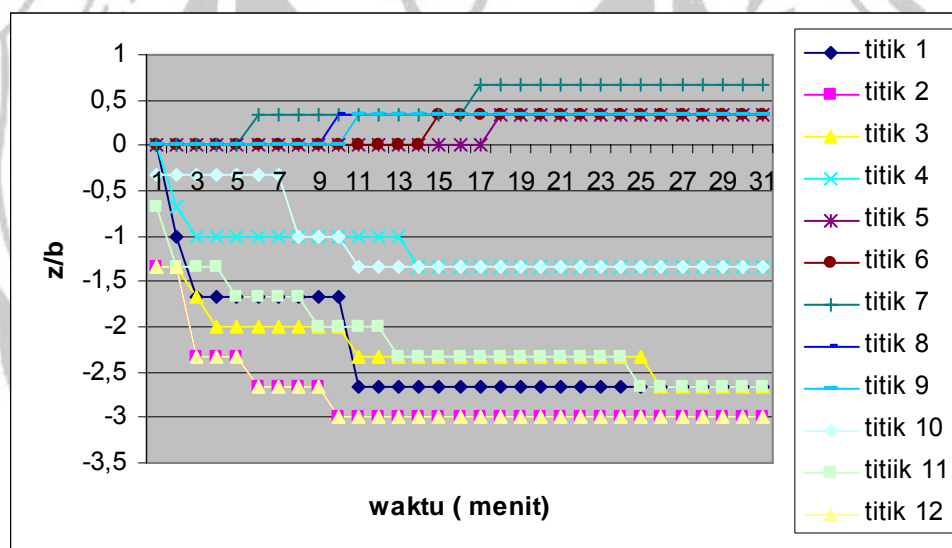 1
0,5
0
-0,5
-1
-1,5
-2
-2,5
-3
-3,5
1 3 5 7 9 11 13 15 17 19 21 23 25 27 29 31
z/b
waktu ( menit)
titik 1
titik 2
titik 3
titik 4
titik 5
titik 6
titik 7
titik 8
titik 9
titik 10
titiik 11
titik 12